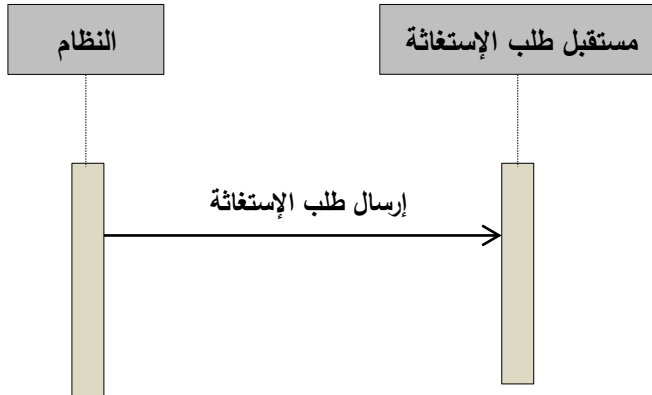 مستقبل طلب الإستغاثة
النظام
إرسال طلب الإستغاثة